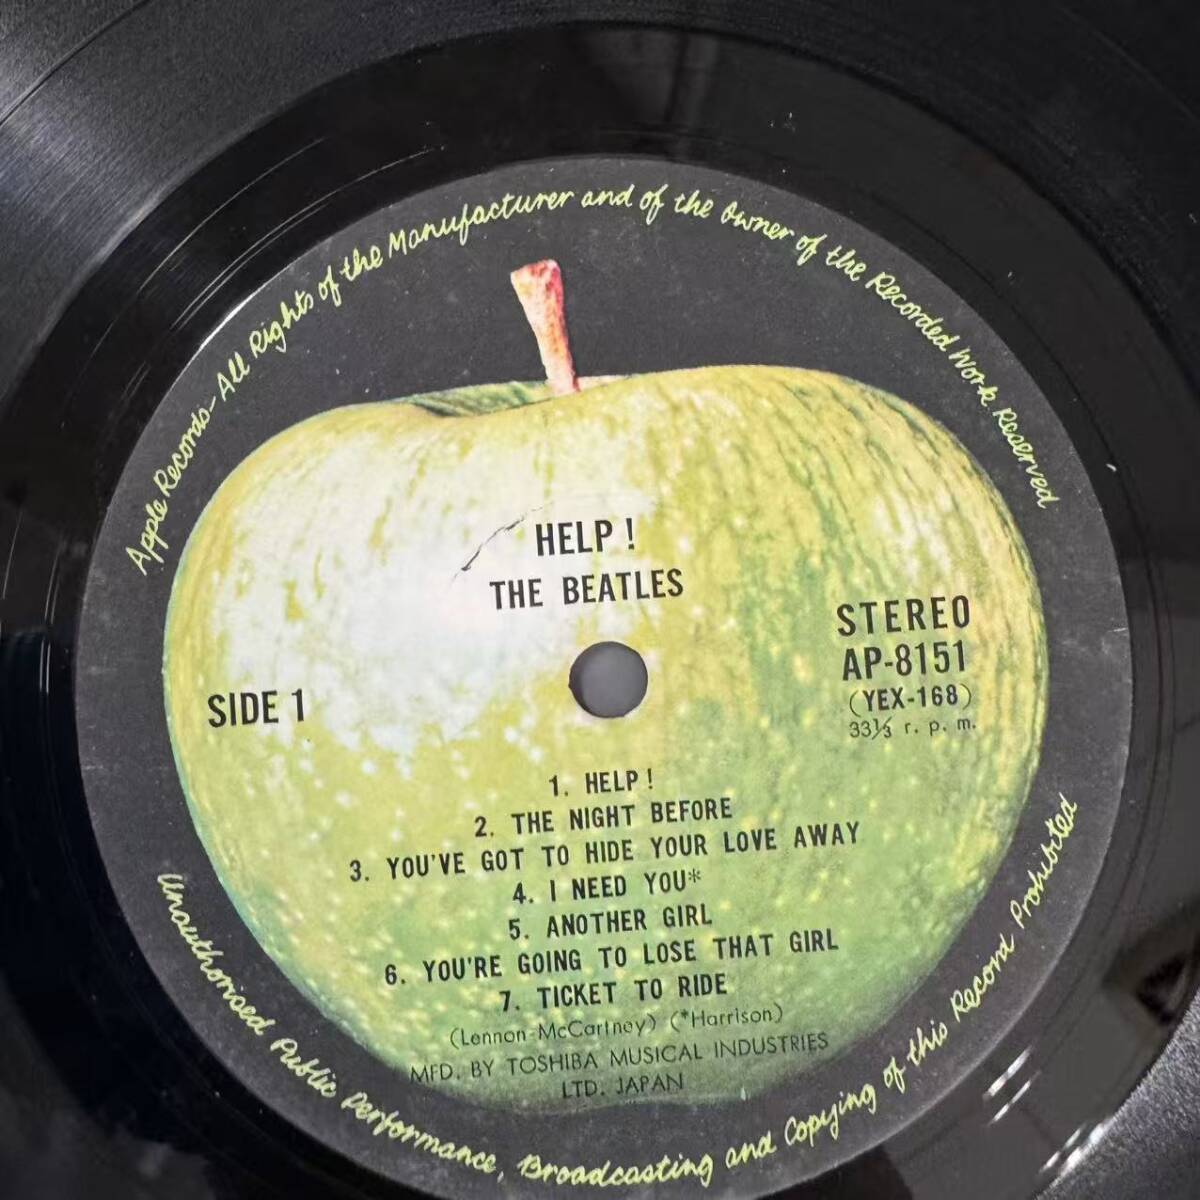 Apple Records-All Rights of the Manufacturer and of the Owner of the Recorded Work Reserved
HELP !
THE BEATLES
STEREO
AP-8151
(YEX-168)
33⅓ r. p. m.
SIDE 1
1. HELP !
2. THE NIGHT BEFORE
3. YOU'VE GOT TO HIDE YOUR LOVE AWAY
4. I NEED YOU*
5. ANOTHER GIRL
6. YOU'RE GOING TO LOSE THAT GIRL
7. TICKET TO RIDE
(Lennon-McCartney) (*Harrison)
MFD. BY TOSHIBA MUSICAL INDUSTRIES
LTD. JAPAN
Unauthorised Public Performance, Broadcasting and Copying of this Record Prohibited